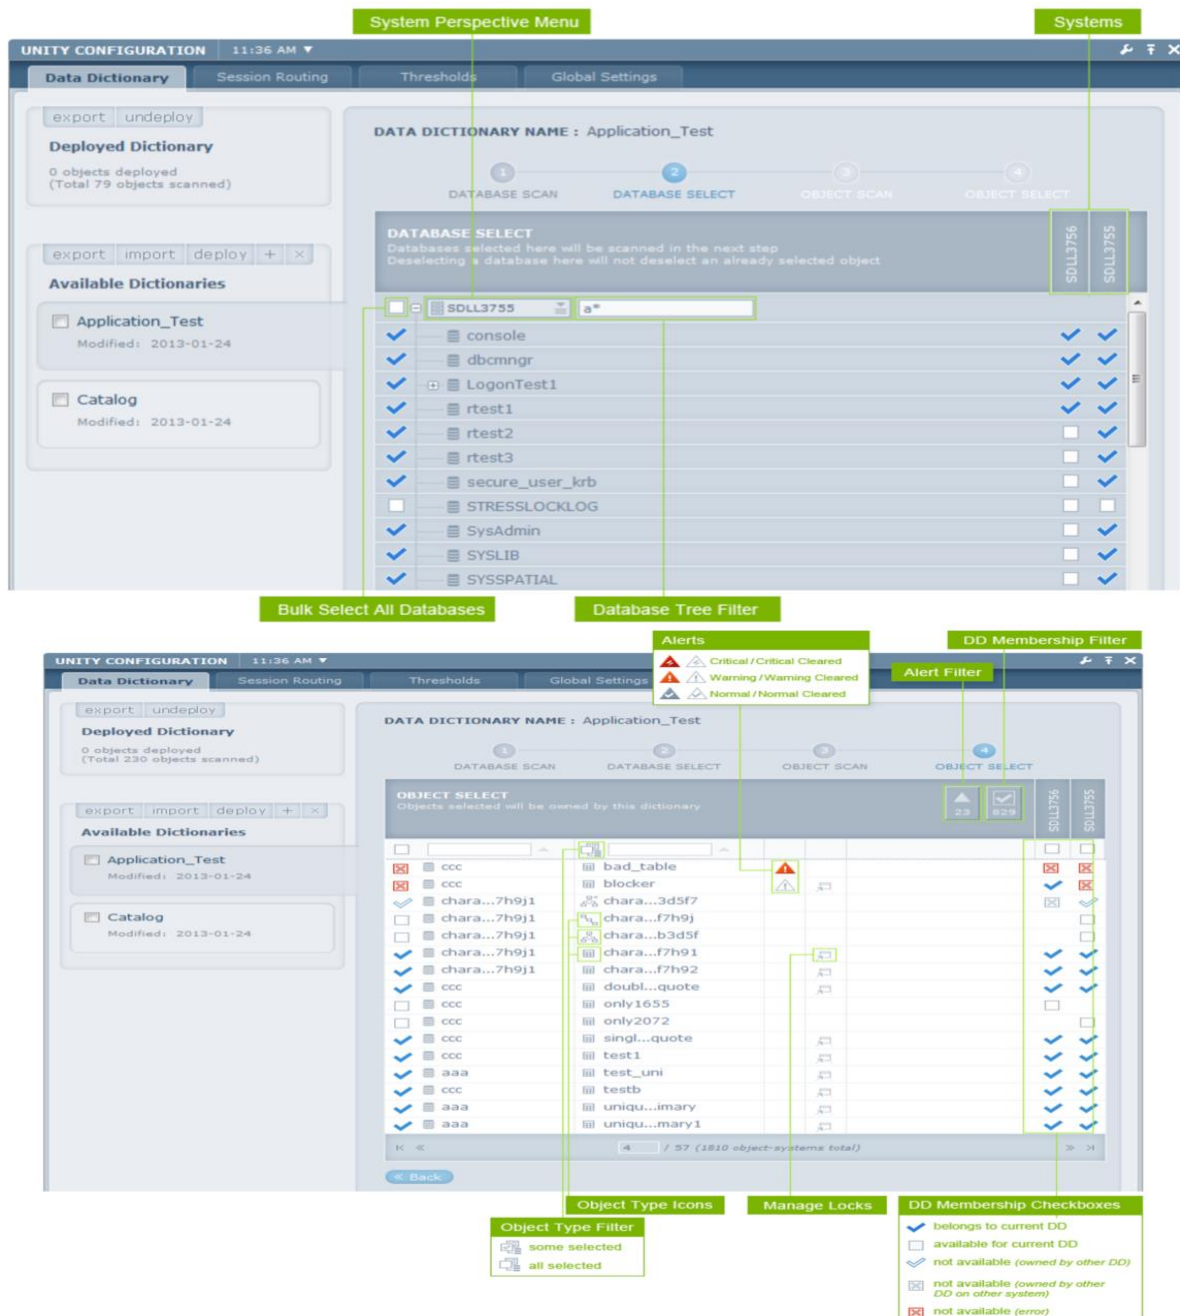 System Perspective Menu
Systems
UNITY CONFIGURATION 11:36 AM ▼
Data Dictionary Session Routing Thresholds Global Settings
export undeploy
Deployed Dictionary
0 objects deployed
(Total 79 objects scanned)
export import deploy + ×
Available Dictionaries
Application_Test
Modified: 2013-01-24
Catalog
Modified: 2013-01-24
DATA DICTIONARY NAME : Application_Test
1 2 3 4
DATABASE SCAN DATABASE SELECT OBJECT SCAN OBJECT SELECT
DATABASE SELECT
Databases selected here will be scanned in the next step
Deselecting a database here will not deselect an already selected object
SDLL3756
SDLL3755
SDLL3755 a*
console
dbcmngr
LogonTest1
rtest1
rtest2
rtest3
secure_user_krb
STRESSLOCKLOG
SysAdmin
SYSLIB
SYSSPATIAL
Bulk Select All Databases
Database Tree Filter
Alerts
Critical / Critical Cleared
Warning / Warning Cleared
Normal / Normal Cleared
DD Membership Filter
Alert Filter
UNITY CONFIGURATION 11:36 AM ▼
Data Dictionary Session Routing Thresholds Global Settings
export undeploy
Deployed Dictionary
0 objects deployed
(Total 230 objects scanned)
export import deploy + ×
Available Dictionaries
Application_Test
Modified: 2013-01-24
Catalog
Modified: 2013-01-24
DATA DICTIONARY NAME : Application_Test
1 2 3 4
DATABASE SCAN DATABASE SELECT OBJECT SCAN OBJECT SELECT
OBJECT SELECT
Objects selected will be owned by this dictionary
23 829
SDLL3756
SDLL3755
ccc bad_table
ccc blocker
chara...7h9j1 chara...3d5f7
chara...7h9j1 chara...f7h9j
chara...7h9j1 chara...b3d5f
chara...7h9j1 chara...f7h91
chara...7h9j1 chara...f7h92
ccc doubl...quote
ccc only1655
ccc only2072
ccc singl...quote
ccc test1
aaa test_uni
ccc testb
aaa uniqu...imary
aaa uniqu...mary1
4 / 57 (1810 object-systems total)
« Back
Object Type Icons
Manage Locks
Object Type Filter
some selected
all selected
DD Membership Checkboxes
belongs to current DD
available for current DD
not available (owned by other DD)
not available (owned by other
DD on other system)
not available (error)